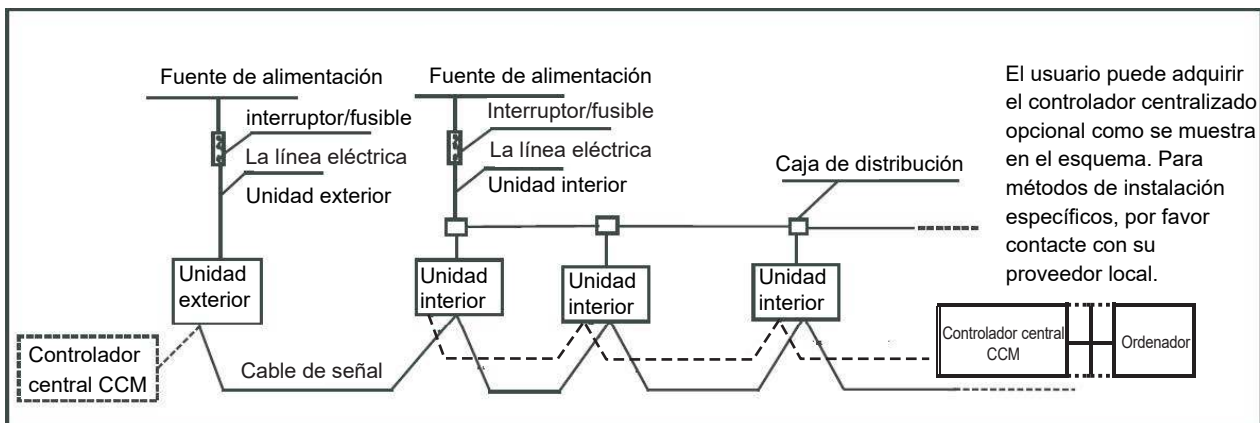 Fuente de alimentación
interruptor/fusible
La línea eléctrica
Unidad exterior
Fuente de alimentación
Interruptor/fusible
La línea eléctrica
Unidad interior
Caja de distribución
El usuario puede adquirir
el controlador centralizado
opcional como se muestra
en el esquema. Para
métodos de instalación
específicos, por favor
contacte con su
proveedor local.
Unidad
exterior
Unidad
interior
Unidad
interior
Unidad
interior
Controlador
central CCM
Cable de señal
Controlador central
CCM
Ordenador